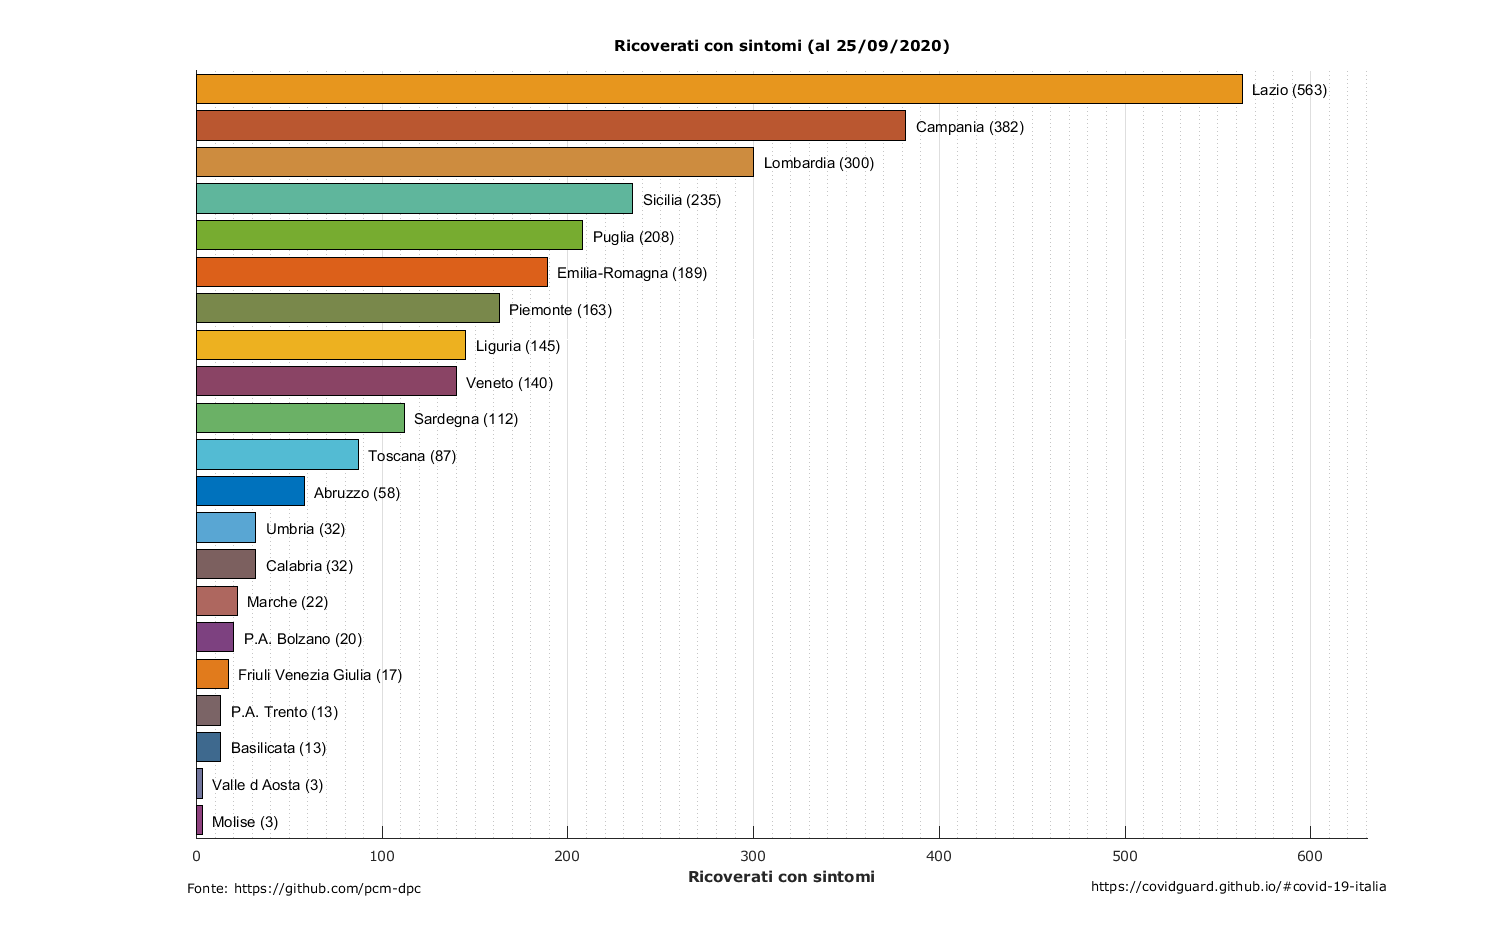 Ricoverati con sintomi (al 25/09/2020)
Lazio (563)
Campania (382)
Lombardia (300)
Sicilia (235)
Puglia (208)
Emilia-Romagna (189)
Piemonte (163)
Liguria (145)
Veneto (140)
Sardegna (112)
Toscana (87)
Abruzzo (58)
Umbria (32)
Calabria (32)
Marche (22)
P.A. Bolzano (20)
Friuli Venezia Giulia (17)
P.A. Trento (13)
Basilicata (13)
Valle d Aosta (3)
Molise (3)
0 100 200 300 400 500 600
Ricoverati con sintomi
Fonte: https://github.com/pcm-dpc
https://covidguard.github.io/#covid-19-italia